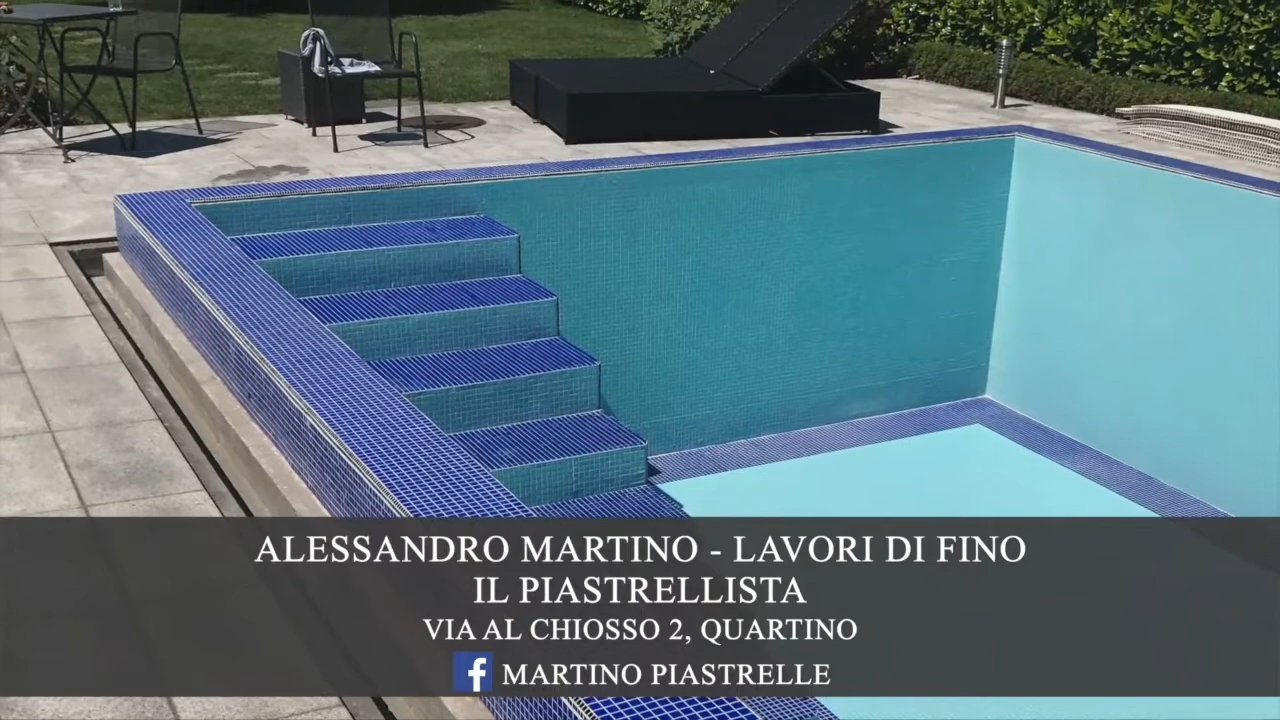 ALESSANDRO MARTINO - LAVORI DI FINO
IL PIASTRELLISTA
VIA AL CHIOSSO 2, QUARTINO
MARTINO PIASTRELLE